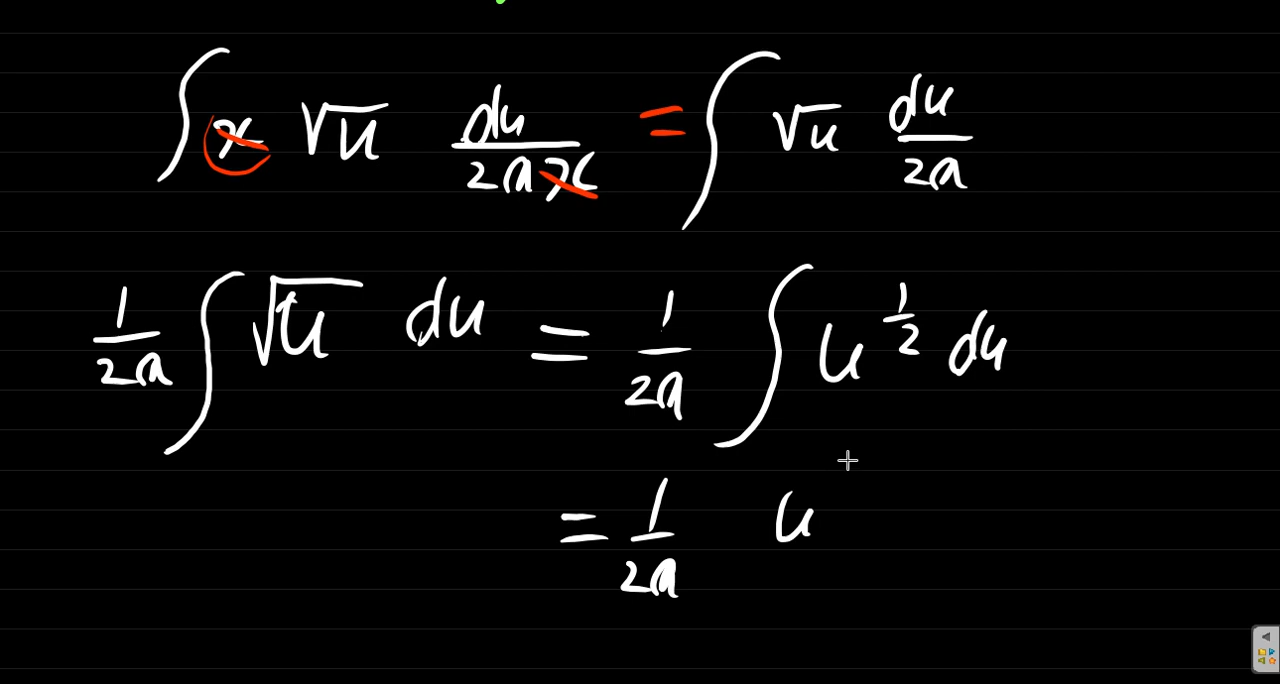 ∫ x √u du/2ax = ∫ √u du/2a
1/2a ∫ √u du = 1/2a ∫ u^1/2 du
= 1/2a u